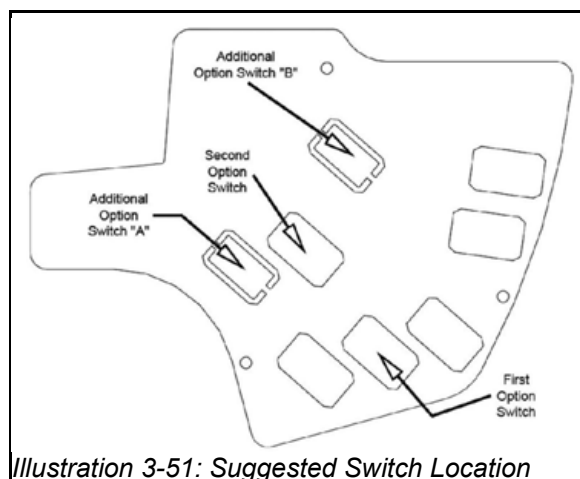 Additional
Option Switch "B"
Second
Option
Switch
Additional
Option
Switch "A"
First
Option
Switch
Illustration 3-51: Suggested Switch Location